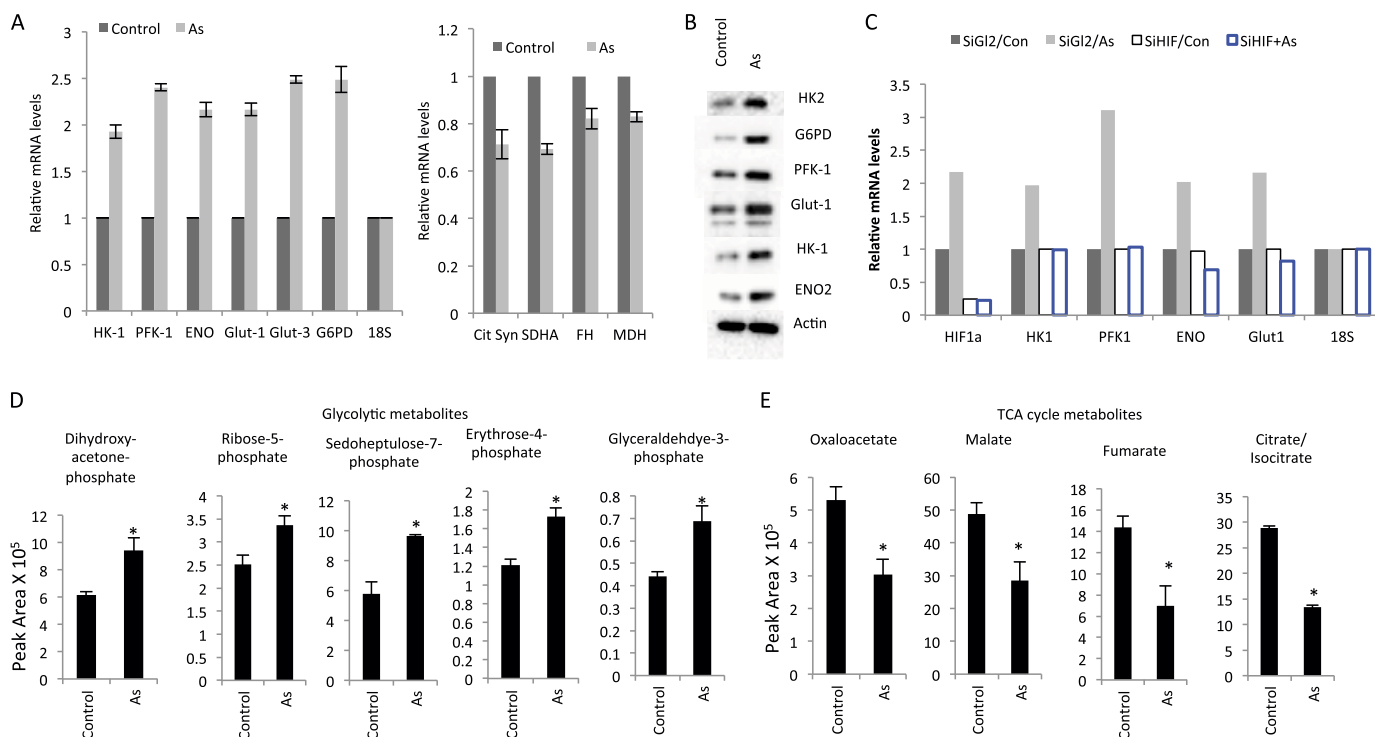 A
Control As
Relative mRNA levels
3
2.5
2
1.5
1
0.5
0
HK-1 PFK-1 ENO Glut-1 Glut-3 G6PD 18S
Control As
Relative mRNA levels
1.2
1
0.8
0.6
0.4
0.2
0
Cit Syn SDHA FH MDH
B
Control
As
HK2
G6PD
PFK-1
Glut-1
HK-1
ENO2
Actin
C
SiGl2/Con SiGl2/As SiHIF/Con SiHIF+As
Relative mRNA levels
3.5
3
2.5
2
1.5
1
0.5
0
HIF1a HK1 PFK1 ENO Glut1 18S
D
Glycolytic metabolites
Peak Area X 10⁵
Dihydroxy-
acetone-
phosphate
12
10
8
6
4
2
0
*
Control
As
Ribose-5-
phosphate
4
3.5
3
2.5
2
1.5
1
0.5
0
*
Control
As
Sedoheptulose-7-
phosphate
12
10
8
6
4
2
0
*
Control
As
Erythrose-4-
phosphate
2
1.8
1.6
1.4
1.2
1
0.8
0.6
0.4
0.2
0
*
Control
As
Glyceraldehdye-3-
phosphate
0.8
0.7
0.6
0.5
0.4
0.3
0.2
0.1
0
*
Control
As
E
TCA cycle metabolites
Peak Area X 10⁵
Oxaloacetate
6
5
4
3
2
1
0
*
Control
As
Malate
60
50
40
30
20
10
0
*
Control
As
Fumarate
18
16
14
12
10
8
6
4
2
0
*
Control
As
Citrate/
Isocitrate
35
30
25
20
15
10
5
0
*
Control
As